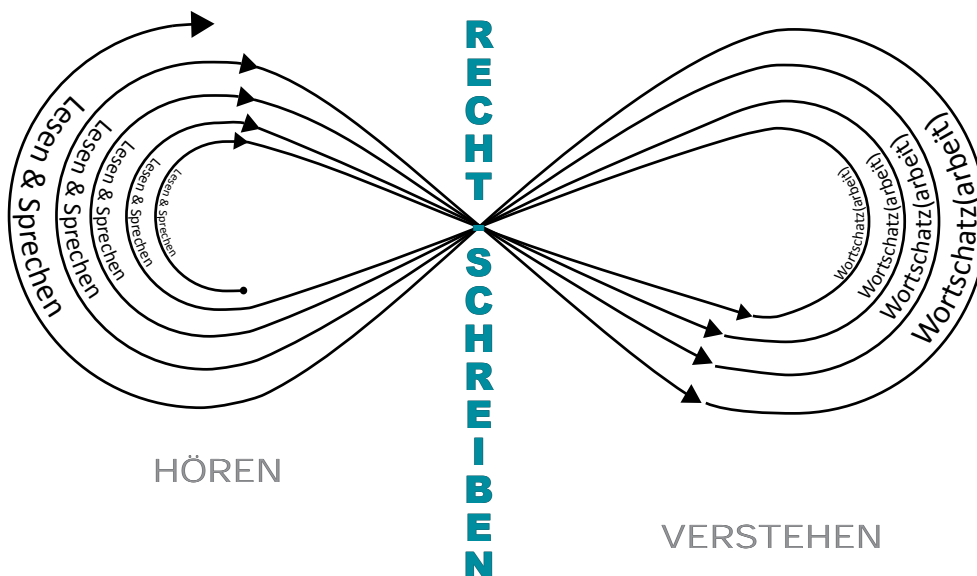 Lesen & Sprechen
Lesen & Sprechen
Lesen & Sprechen
Lesen & Sprechen
Lesen & Sprechen
RECHT-SCHREIBEN
Wortschatz(arbeit)
Wortschatz(arbeit)
Wortschatz(arbeit)
Wortschatz(arbeit)
HÖREN
VERSTEHEN